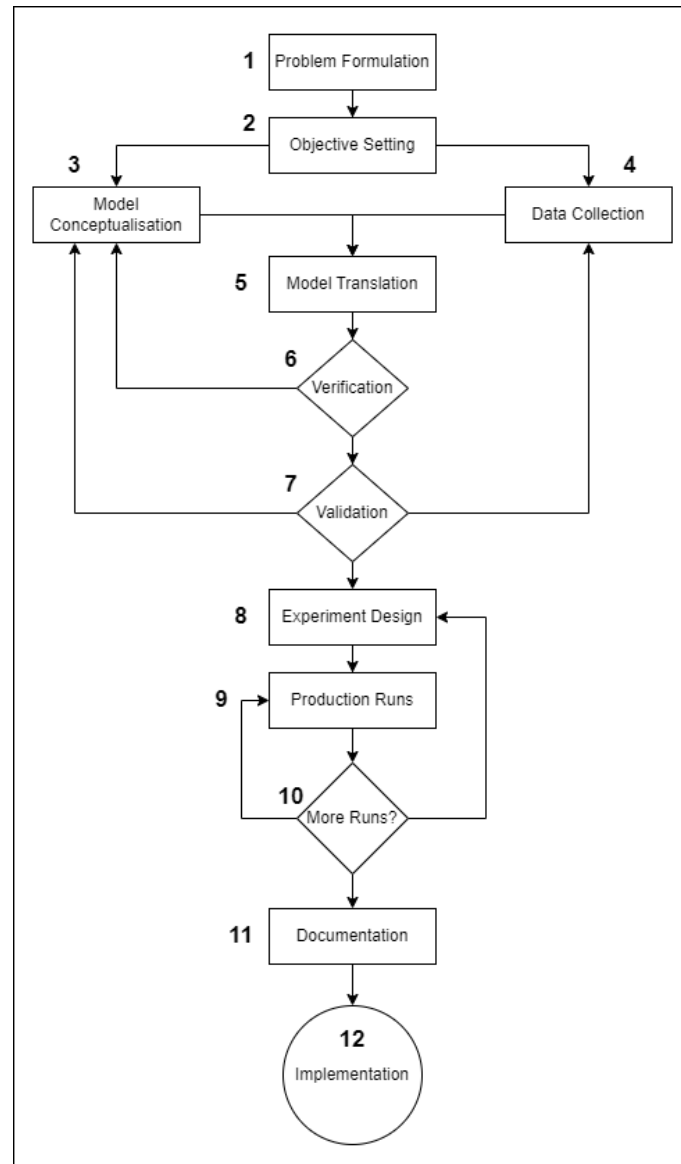 1
Problem Formulation
2
Objective Setting
3
Model
Conceptualisation
4
Data Collection
5
Model Translation
6
Verification
7
Validation
8
Experiment Design
9
Production Runs
10
More Runs?
11
Documentation
12
Implementation